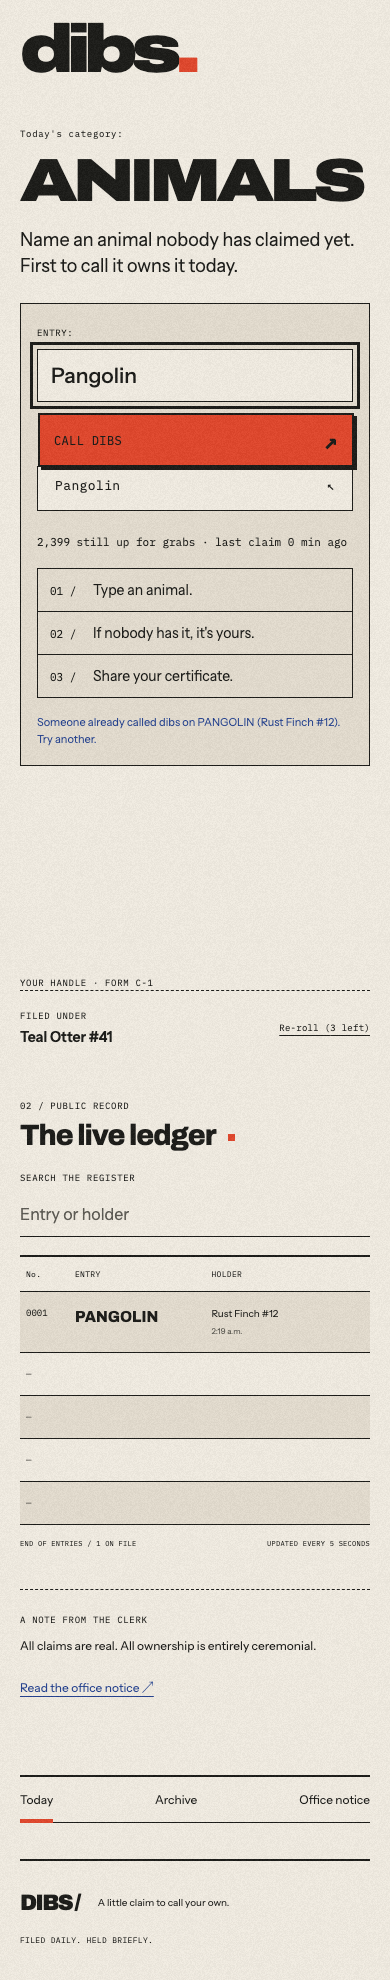 dibs.
Today's category:
ANIMALS
Name an animal nobody has claimed yet.
First to call it owns it today.
ENTRY:
Pangolin
CALL DIBS ↗
Pangolin ↖
2,399 still up for grabs · last claim 0 min ago
01 / Type an animal.
02 / If nobody has it, it's yours.
03 / Share your certificate.
Someone already called dibs on PANGOLIN (Rust Finch #12).
Try another.
YOUR HANDLE · FORM C-1
FILED UNDER
Teal Otter #41
Re-roll (3 left)
02 / PUBLIC RECORD
The live ledger
SEARCH THE REGISTER
Entry or holder
No. ENTRY HOLDER
0001 PANGOLIN Rust Finch #12
2:19 a.m.
—
—
—
—
END OF ENTRIES / 1 ON FILE UPDATED EVERY 5 SECONDS
A NOTE FROM THE CLERK
All claims are real. All ownership is entirely ceremonial.
Read the office notice ↗
Today Archive Office notice
DIBS/ A little claim to call your own.
FILED DAILY. HELD BRIEFLY.